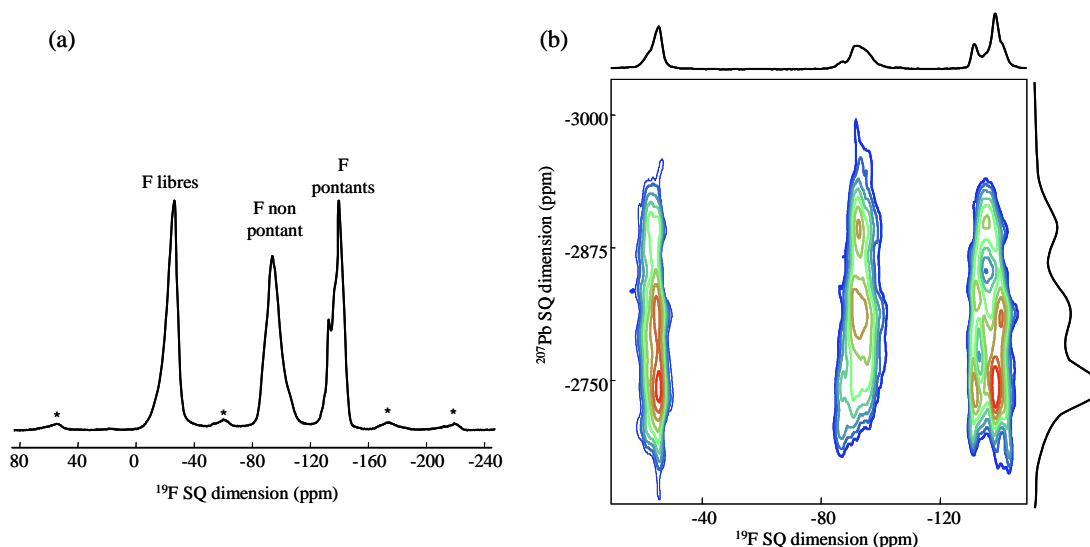 (a)
F libres
F non
pontant
F
pontants
*
*
*
*
80
40
0
-40
-80
-120
-160
-200
-240
¹⁹F SQ dimension (ppm)
(b)
²⁰⁷Pb SQ dimension (ppm)
-3000
-2875
-2750
-40
-80
-120
¹⁹F SQ dimension (ppm)